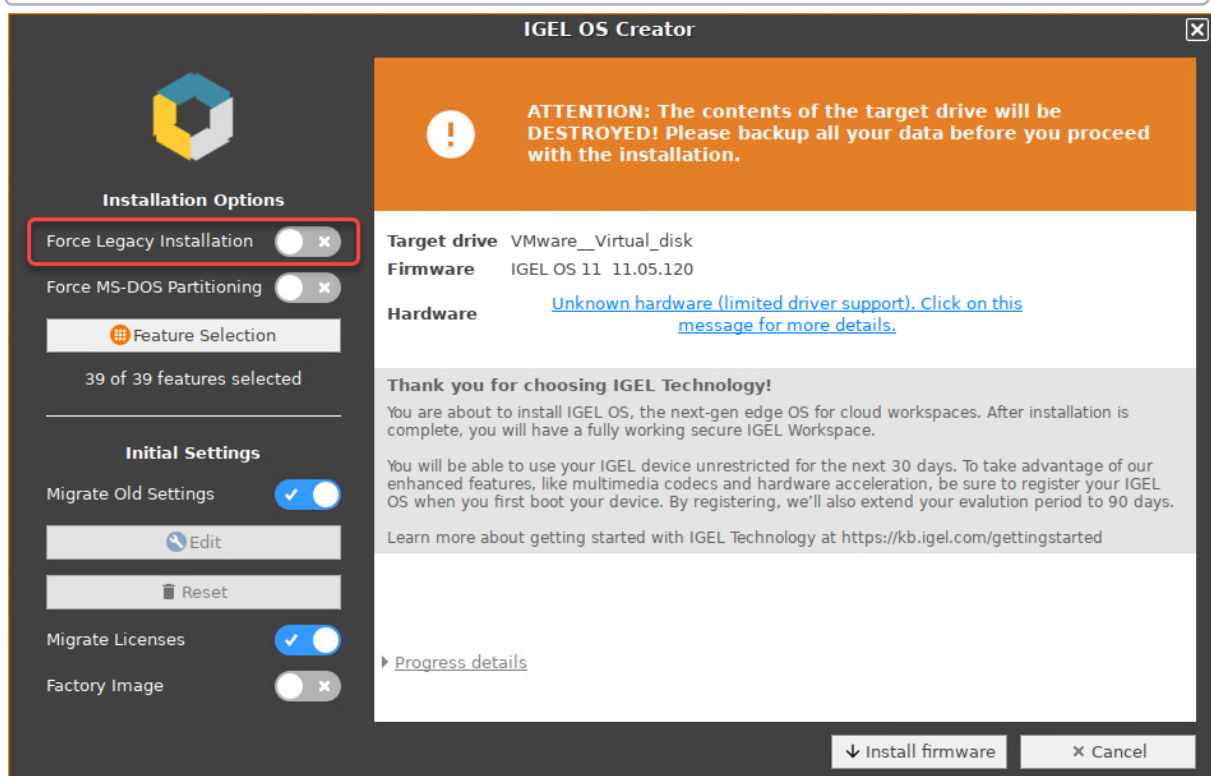 IGEL OS Creator
ATTENTION: The contents of the target drive will be
DESTROYED! Please backup all your data before you proceed
with the installation.
Installation Options
Force Legacy Installation
Force MS-DOS Partitioning
Feature Selection
39 of 39 features selected
Initial Settings
Migrate Old Settings
Edit
Reset
Migrate Licenses
Factory Image
Target drive VMware__Virtual_disk
Firmware IGEL OS 11 11.05.120
Hardware Unknown hardware (limited driver support). Click on this
message for more details.
Thank you for choosing IGEL Technology!
You are about to install IGEL OS, the next-gen edge OS for cloud workspaces. After installation is
complete, you will have a fully working secure IGEL Workspace.
You will be able to use your IGEL device unrestricted for the next 30 days. To take advantage of our
enhanced features, like multimedia codecs and hardware acceleration, be sure to register your IGEL
OS when you first boot your device. By registering, we'll also extend your evalution period to 90 days.
Learn more about getting started with IGEL Technology at https://kb.igel.com/gettingstarted
Progress details
Install firmware
Cancel